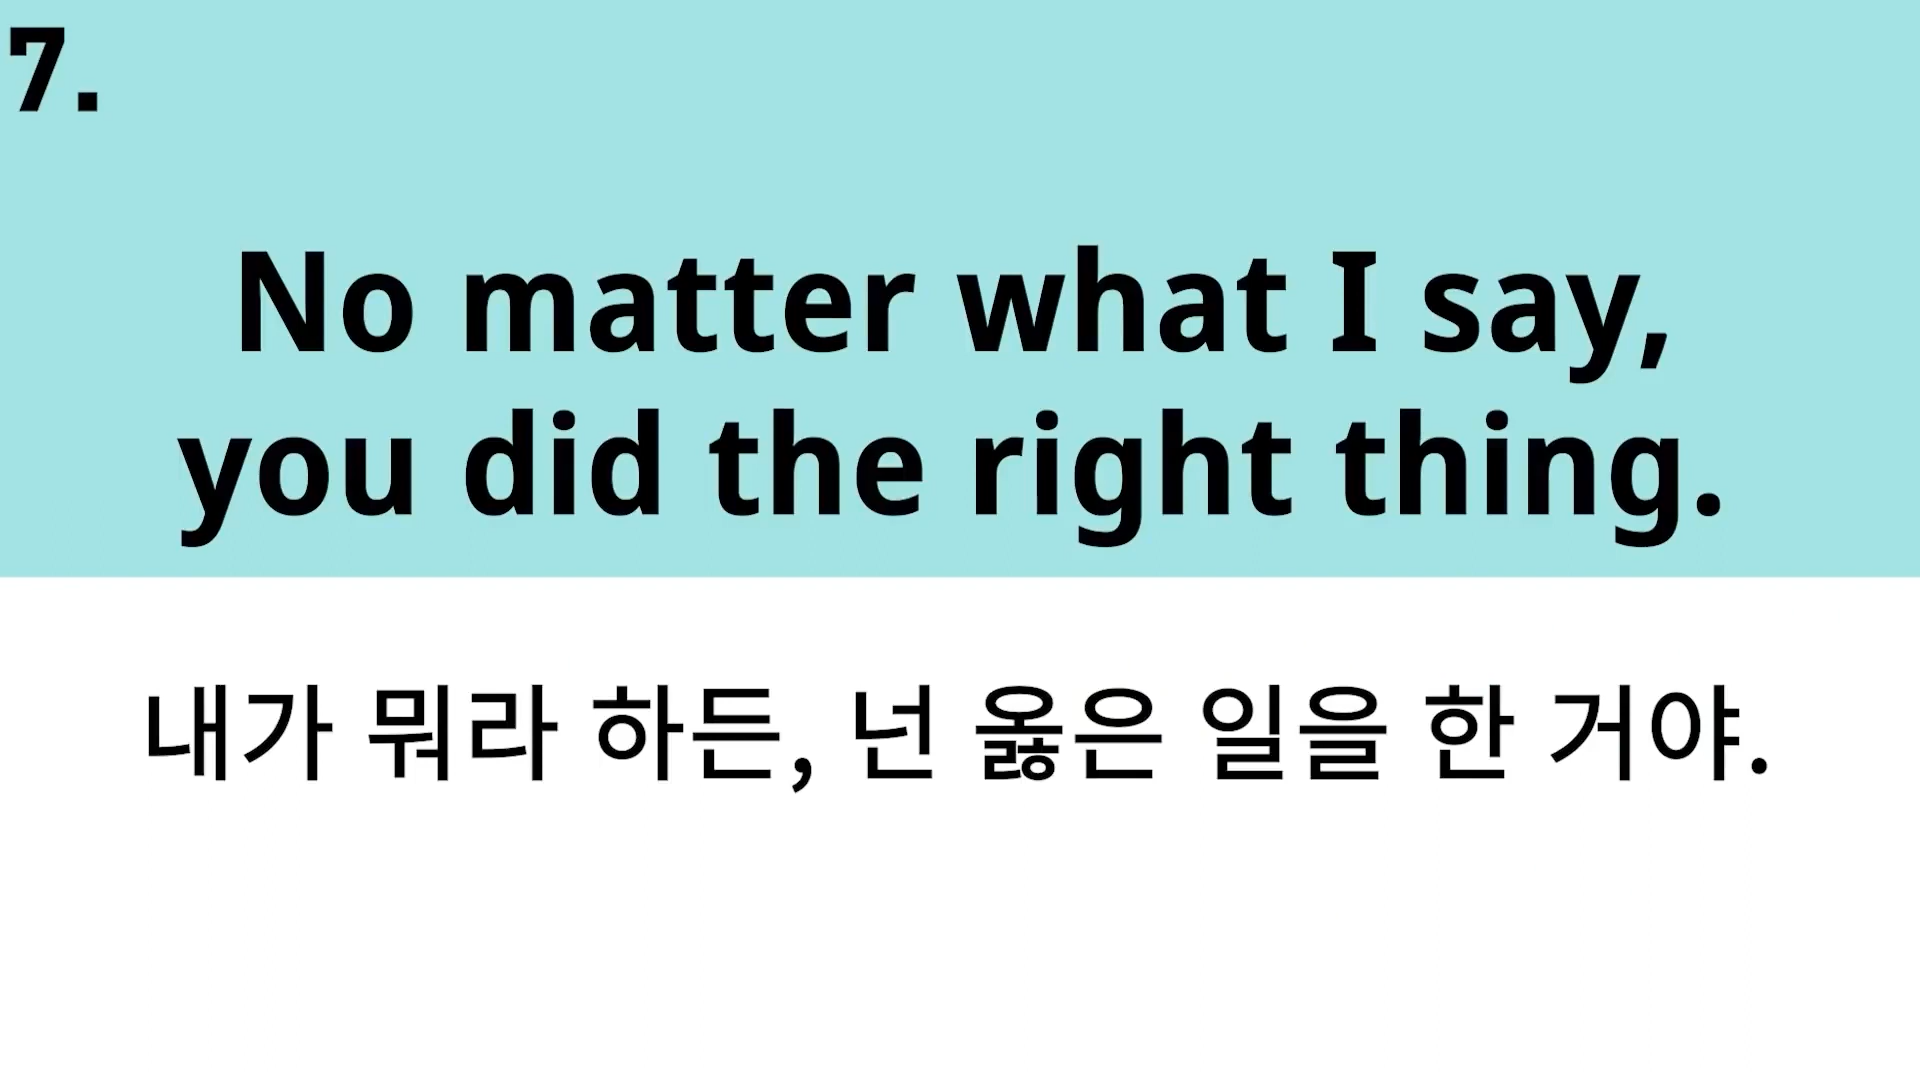 7.
No matter what I say,
you did the right thing.
내가 뭐라 하든, 넌 옳은 일을 한 거야.